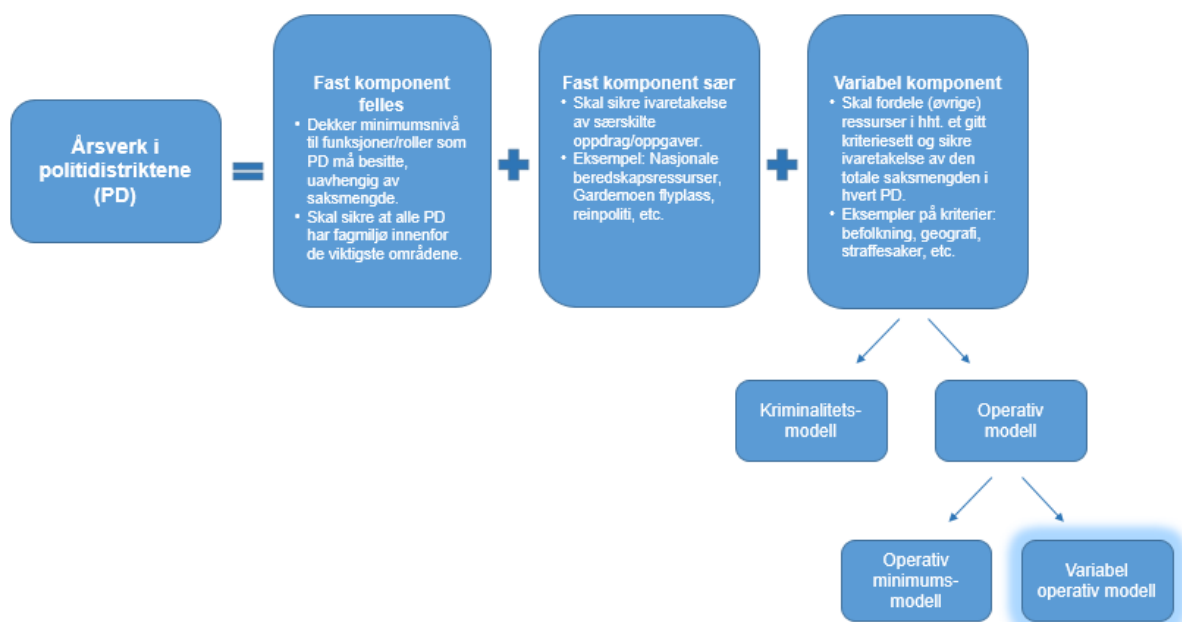 Årsverk i
politidistriktene
(PD)
=
Fast komponent
felles
• Dekker minimumsnivå
til funksjoner/roller som
PD må besitte,
uavhengig av
saksmengde.
• Skal sikre at alle PD
har fagmiljø innenfor
de viktigste områdene.
+
Fast komponent sær
• Skal sikre ivaretakelse
av særskilte
oppdrag/oppgaver.
• Eksempel: Nasjonale
beredskapsressurser,
Gardemoen flyplass,
reinpoliti, etc.
+
Variabel komponent
• Skal fordele (øvrige)
ressurser i hht. et gitt
kriteriesett og sikre
ivaretakelse av den
totale saksmengden i
hvert PD.
• Eksempler på kriterier:
befolkning, geografi,
straffesaker, etc.
Kriminalitets-
modell
Operativ
modell
Operativ
minimums-
modell
Variabel
operativ modell